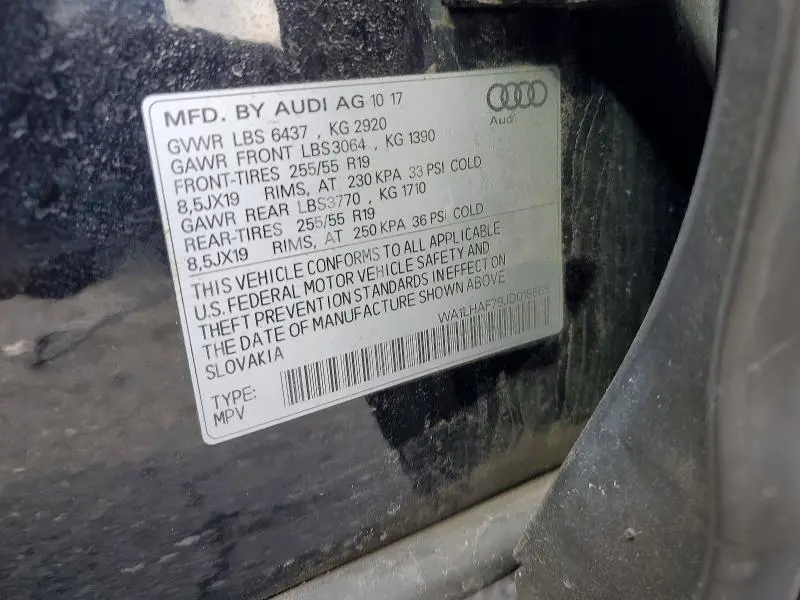 MFD. BY AUDI AG 10 17
Audi
GVWR LBS 6437 , KG 2920
GAWR FRONT LBS3064 , KG 1390
FRONT-TIRES 255/55 R19
8,5JX19 RIMS, AT 230 KPA 33 PSI COLD
GAWR REAR LBS3770 , KG 1710
REAR-TIRES 255/55 R19
8,5JX19 RIMS, AT 250 KPA 36 PSI COLD
THIS VEHICLE CONFORMS TO ALL APPLICABLE
U.S. FEDERAL MOTOR VEHICLE SAFETY AND
THEFT PREVENTION STANDARDS IN EFFECT ON
THE DATE OF MANUFACTURE SHOWN ABOVE
SLOVAKIA
TYPE:
MPV